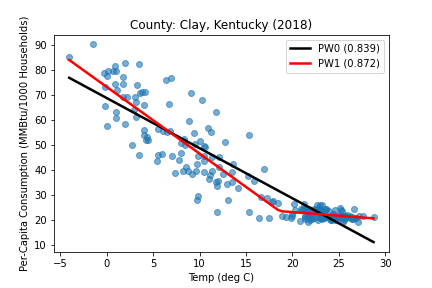 County: Clay, Kentucky (2018)
PW0 (0.839)
PW1 (0.872)
Per-Capita Consumption (MMBtu/1000 Households)
90
80
70
60
50
40
30
20
10
−5 0 5 10 15 20 25 30
Temp (deg C)